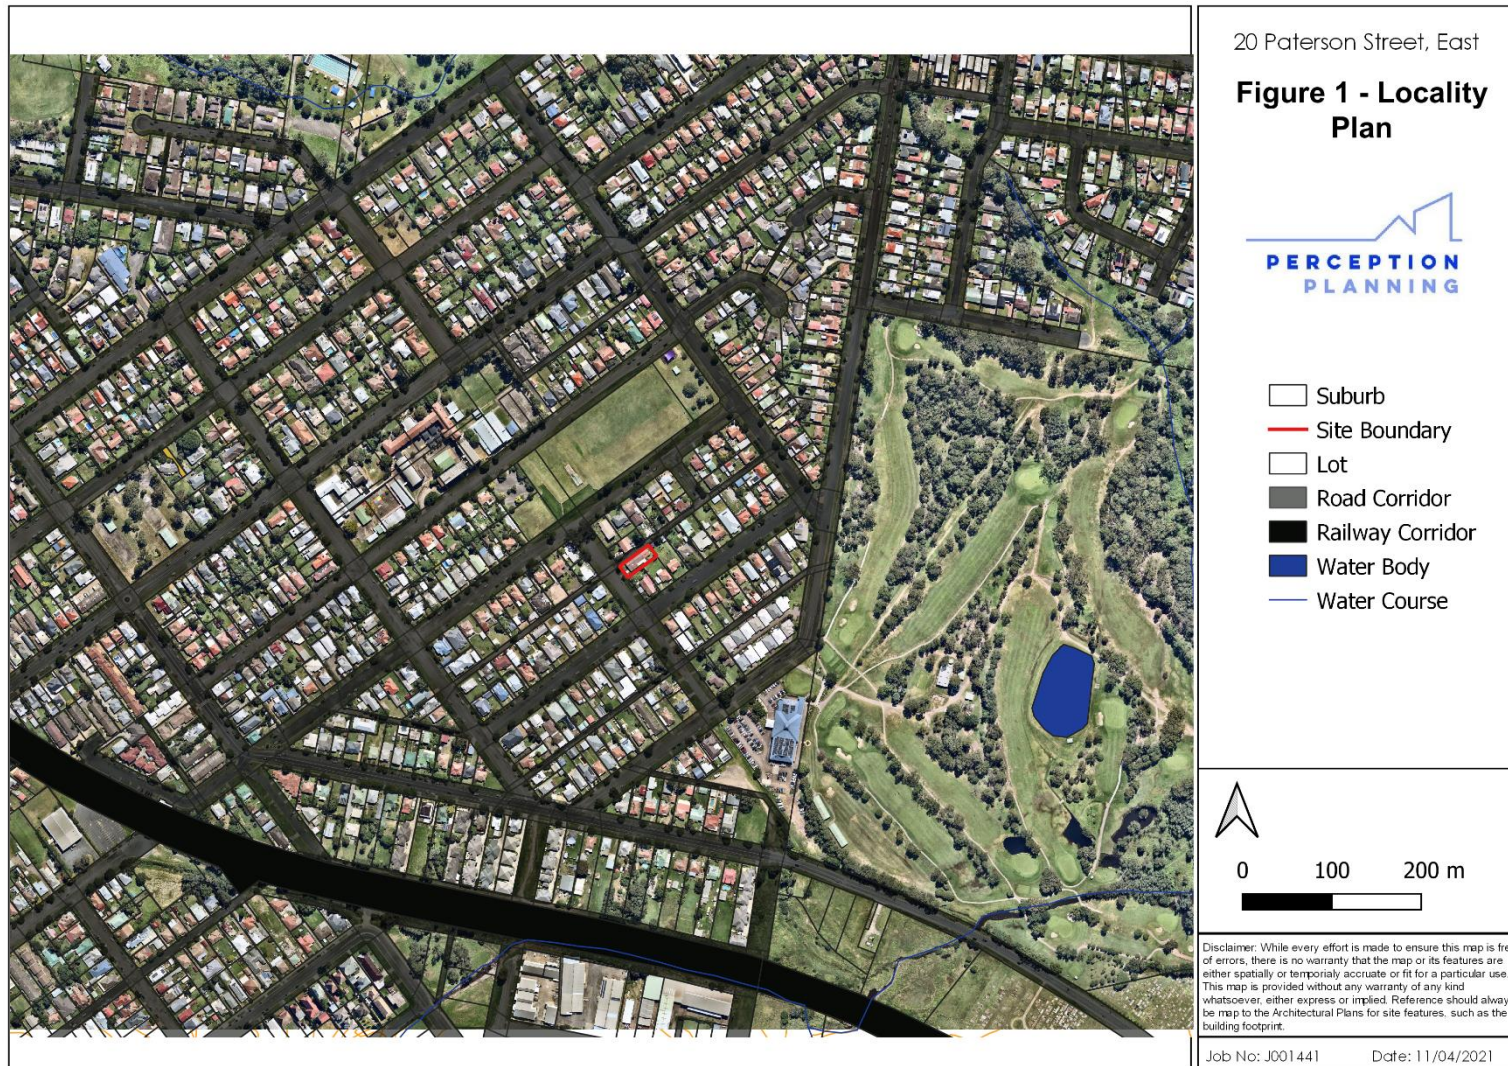 20 Paterson Street, East
Figure 1 - Locality
Plan
PERCEPTION
PLANNING
Suburb
Site Boundary
Lot
Road Corridor
Railway Corridor
Water Body
Water Course
0 100 200 m
Disclaimer: While every effort is made to ensure this map is fre
of errors, there is no warranty that the map or its features are
either spatially or temporialy accruate or fit for a particular use.
This map is provided without any warranty of any kind
whatsoever, either express or implied. Reference should alway
be map to the Architectural Plans for site features, such as the
building footprint.
Job No: J001441 Date: 11/04/2021